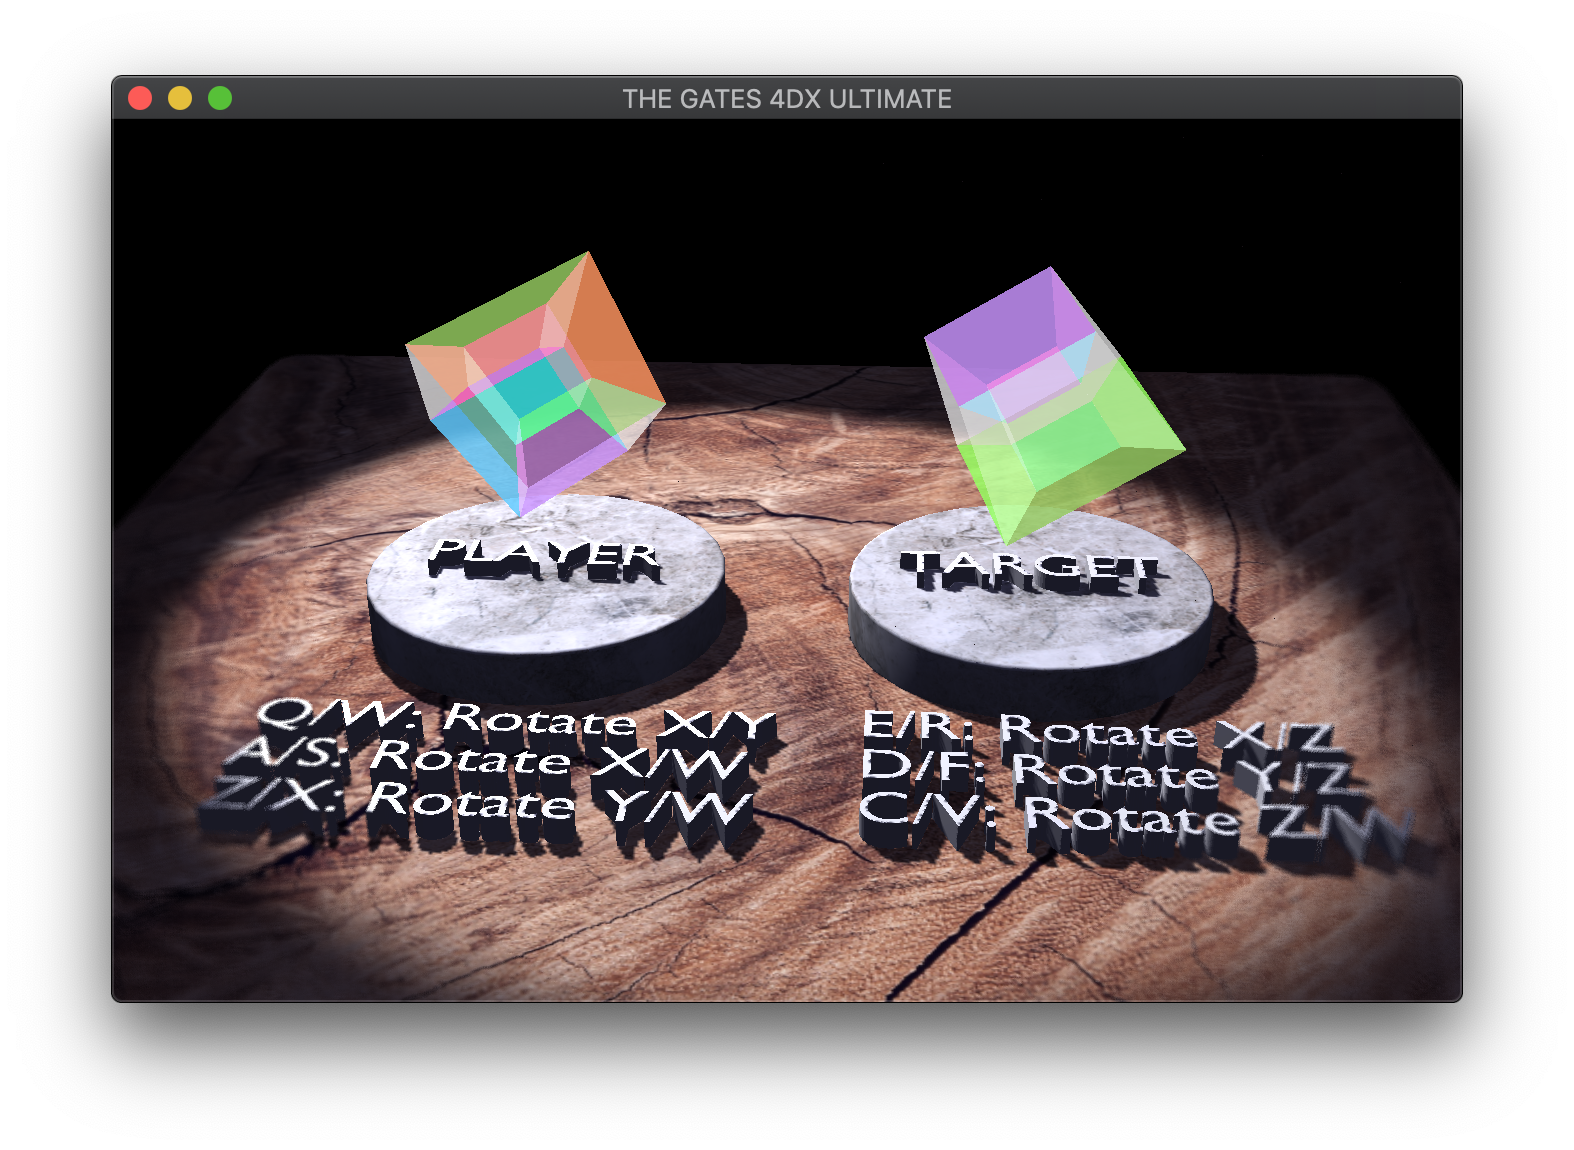 THE GATES 4DX ULTIMATE
PLAYER
TARGET
Q/W: Rotate X/Y
A/S: Rotate X/W
Z/X: Rotate Y/W
E/R: Rotate X/Z
D/F: Rotate Y/Z
C/V: Rotate Z/W